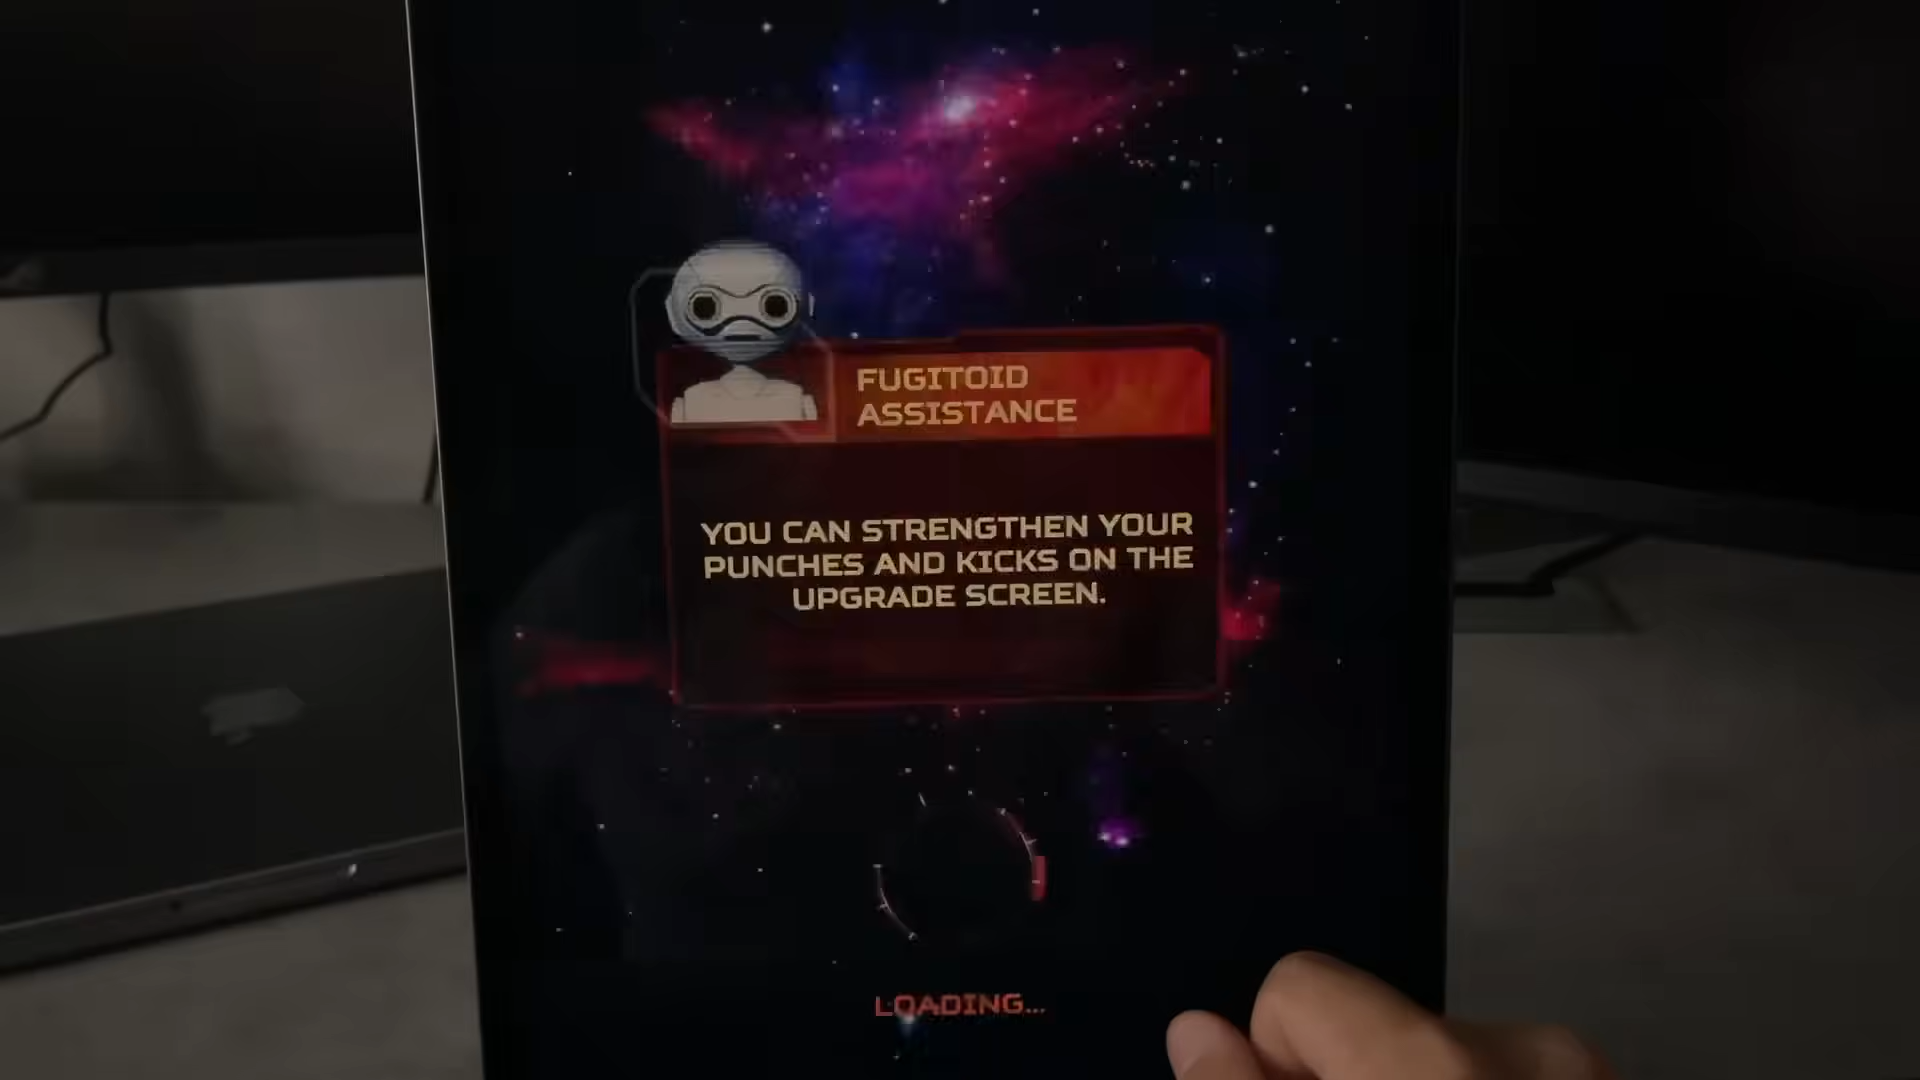 FUGITOID
ASSISTANCE
YOU CAN STRENGTHEN YOUR
PUNCHES AND KICKS ON THE
UPGRADE SCREEN.
LOADING...